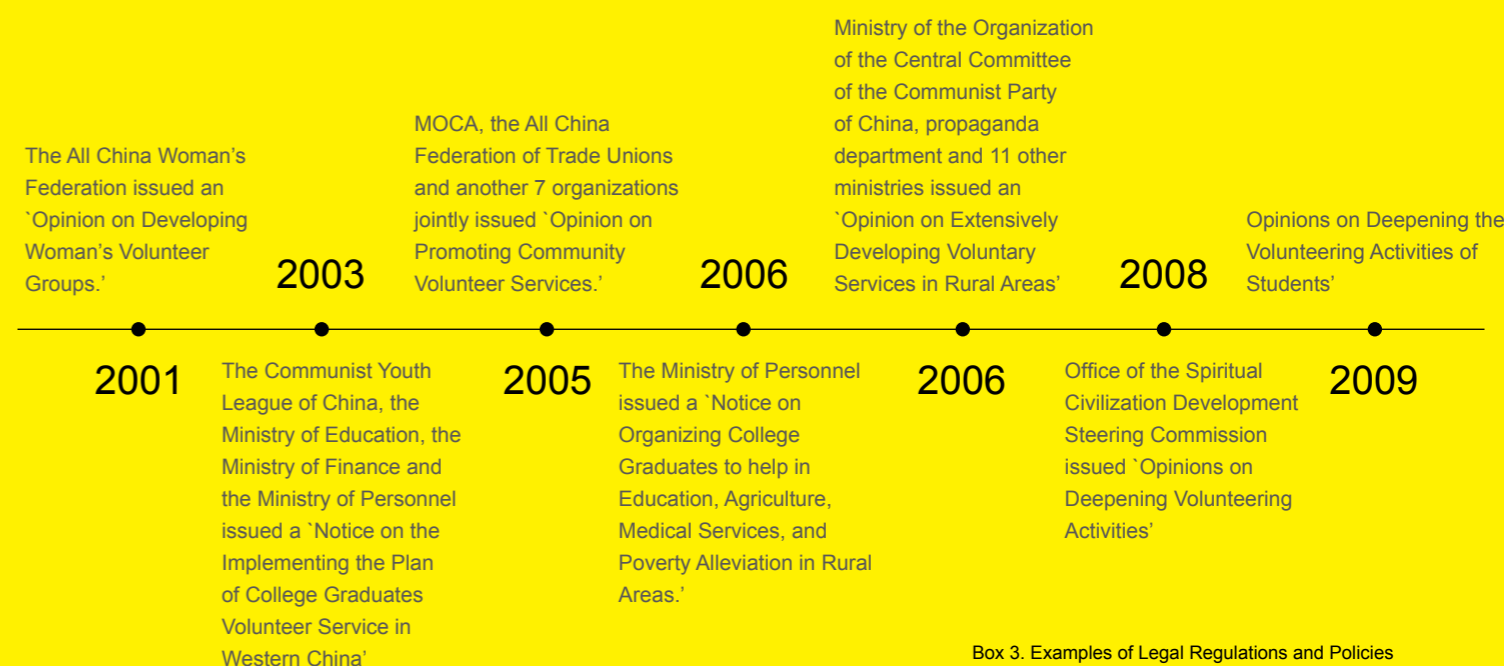 The All China Woman's
Federation issued an
`Opinion on Developing
Woman's Volunteer
Groups.’
2001
2003
The Communist Youth
League of China, the
Ministry of Education, the
Ministry of Finance and
the Ministry of Personnel
issued a `Notice on the
Implementing the Plan
of College Graduates
Volunteer Service in
Western China’
MOCA, the All China
Federation of Trade Unions
and another 7 organizations
jointly issued `Opinion on
Promoting Community
Volunteer Services.’
2005
2006
The Ministry of Personnel
issued a `Notice on
Organizing College
Graduates to help in
Education, Agriculture,
Medical Services, and
Poverty Alleviation in Rural
Areas.’
Ministry of the Organization
of the Central Committee
of the Communist Party
of China, propaganda
department and 11 other
ministries issued an
`Opinion on Extensively
Developing Voluntary
Services in Rural Areas’
2006
2008
Office of the Spiritual
Civilization Development
Steering Commission
issued `Opinions on
Deepening Volunteering
Activities’
Opinions on Deepening the
Volunteering Activities of
Students’
2009
Box 3. Examples of Legal Regulations and Policies